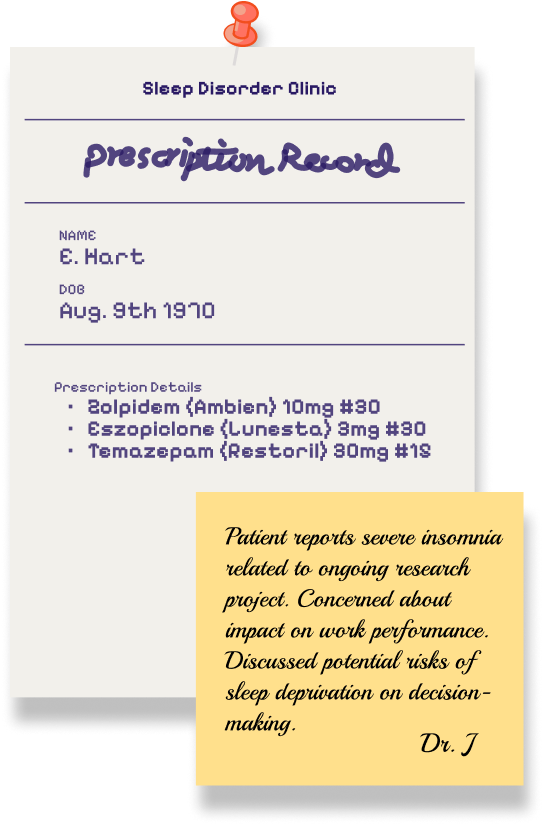 Sleep Disorder Clinic
Prescription Record
NAME
E. Hart
DOB
Aug. 9th 1970
Prescription Details
· Zolpidem (Ambien) 10mg #30
· Eszopiclone (Lunesta) 3mg #30
· Temazepam (Restoril) 30mg #15
Patient reports severe insomnia
related to ongoing research
project. Concerned about
impact on work performance.
Discussed potential risks of
sleep deprivation on decision-
making.
Dr. J